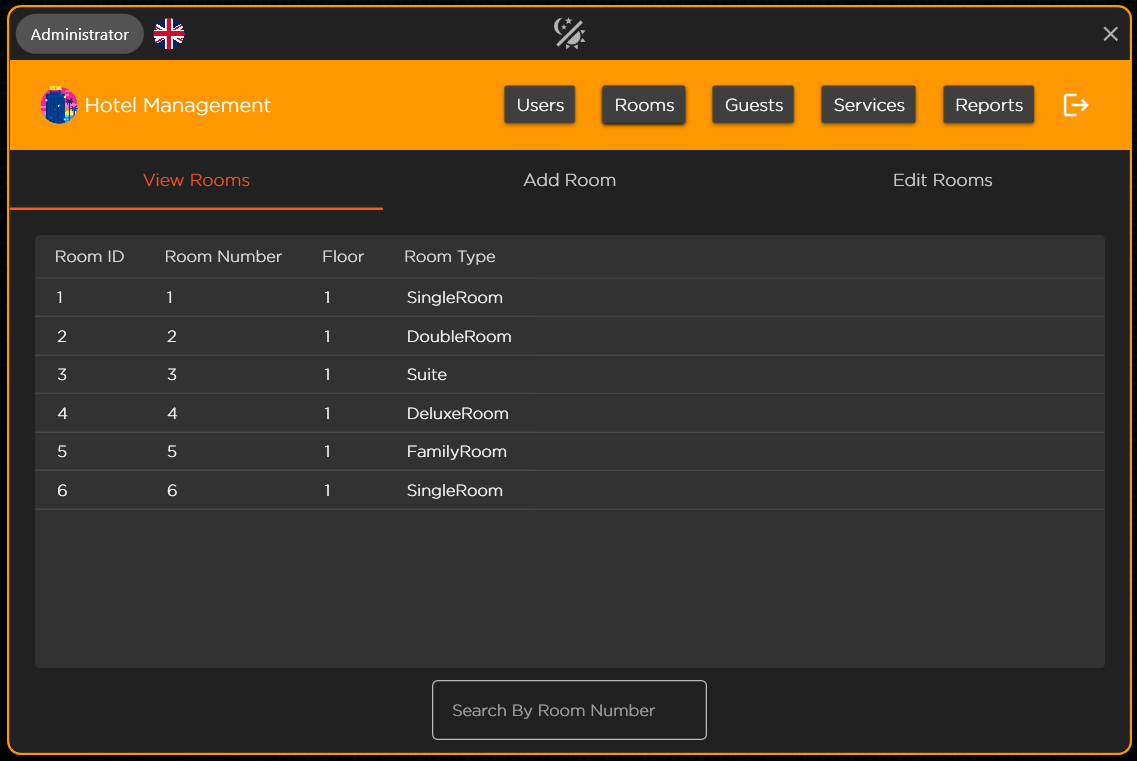 Administrator
Hotel Management Users Rooms Guests Services Reports
View Rooms Add Room Edit Rooms
Room ID Room Number Floor Room Type
1 1 1 SingleRoom
2 2 1 DoubleRoom
3 3 1 Suite
4 4 1 DeluxeRoom
5 5 1 FamilyRoom
6 6 1 SingleRoom
Search By Room Number